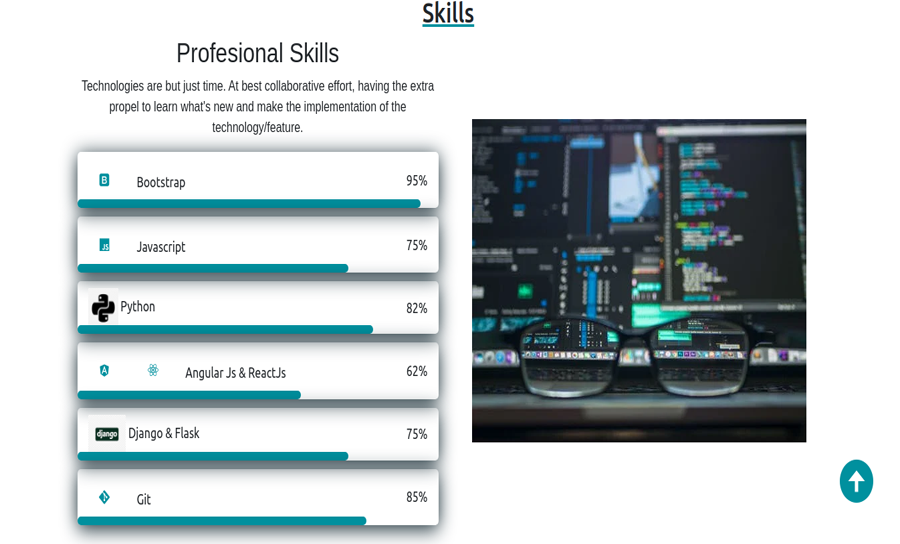 Skills
Profesional Skills
Technologies are but just time. At best collaborative effort, having the extra
propel to learn what's new and make the implementation of the
technology/feature.
B
Bootstrap
95%
JS
Javascript
75%
Python
82%
A
Angular Js & ReactJs
62%
django
Django & Flask
75%
Git
85%